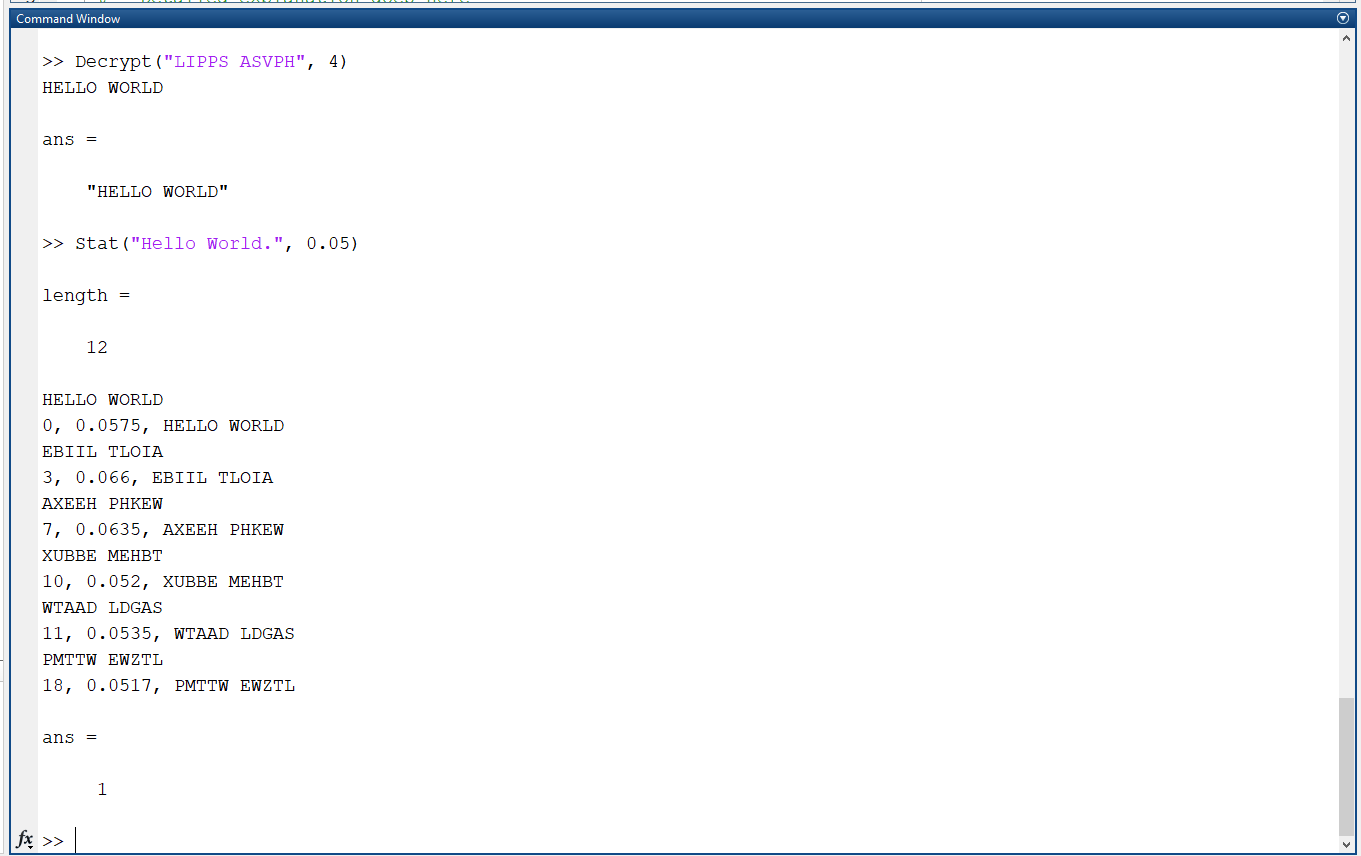 Command Window
>> Decrypt("LIPPS ASVPH", 4)
HELLO WORLD
ans =
"HELLO WORLD"
>> Stat("Hello World.", 0.05)
length =
12
HELLO WORLD
0, 0.0575, HELLO WORLD
EBIIL TLOIA
3, 0.066, EBIIL TLOIA
AXEEH PHKEW
7, 0.0635, AXEEH PHKEW
XUBBE MEHBT
10, 0.052, XUBBE MEHBT
WTAAD LDGAS
11, 0.0535, WTAAD LDGAS
PMTTW EWZTL
18, 0.0517, PMTTW EWZTL
ans =
1
fx >>